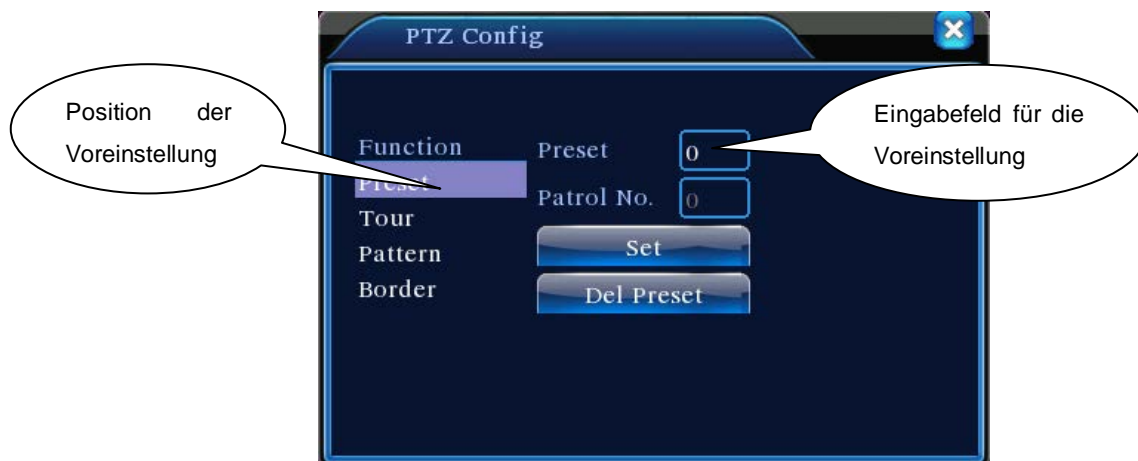 PTZ Config
Position der
Voreinstellung
Eingabefeld für die
Voreinstellung
Function
Preset
Tour
Pattern
Border
Preset 0
Patrol No. 0
Set
Del Preset